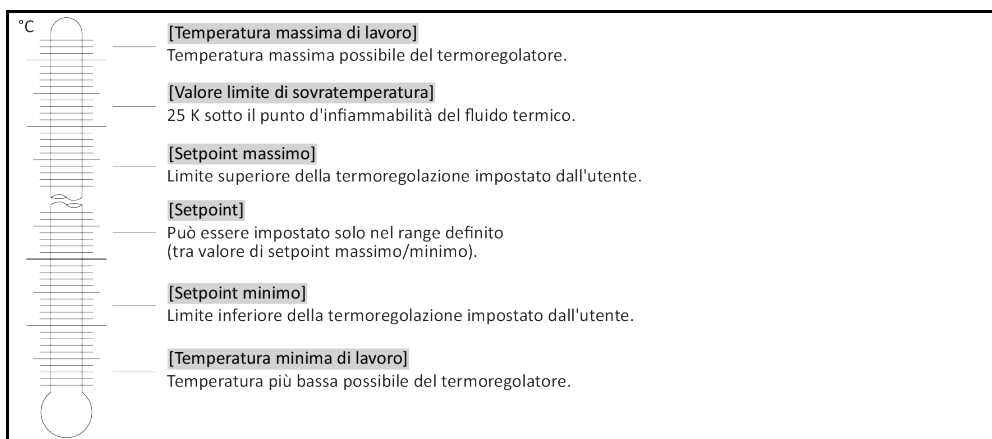 °C
[Temperatura massima di lavoro]
Temperatura massima possibile del termoregolatore.
[Valore limite di sovratemperatura]
25 K sotto il punto d'infiammabilità del fluido termico.
[Setpoint massimo]
Limite superiore della termoregolazione impostato dall'utente.
[Setpoint]
Può essere impostato solo nel range definito
(tra valore di setpoint massimo/minimo).
[Setpoint minimo]
Limite inferiore della termoregolazione impostato dall'utente.
[Temperatura minima di lavoro]
Temperatura più bassa possibile del termoregolatore.